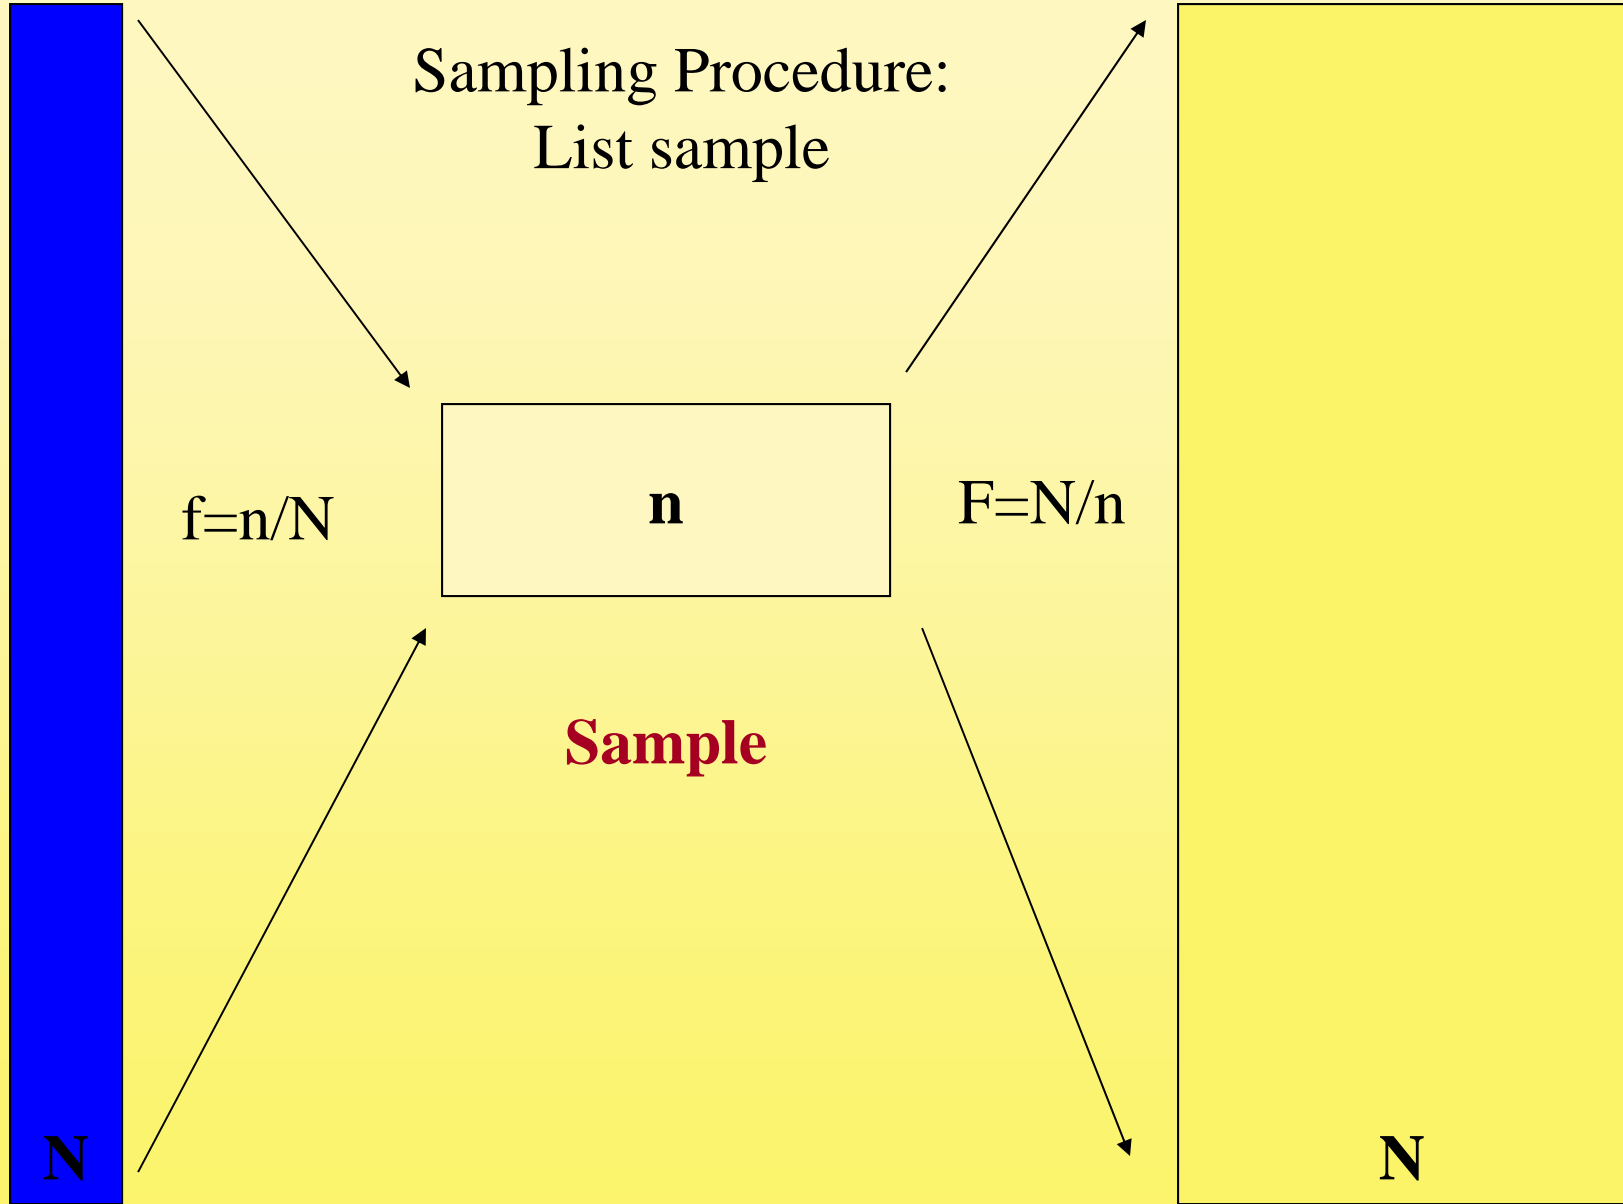 Sampling Procedure:
List sample
f=n/N
n
F=N/n
Sample
N
N